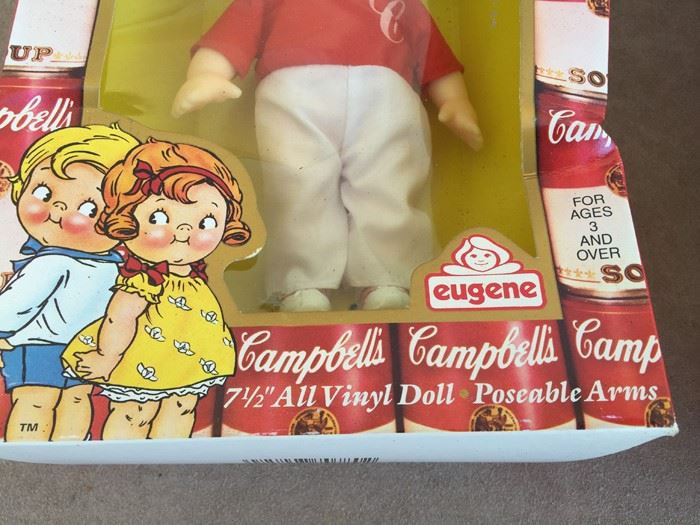 UP
SO
pbell's
Cam
C
FOR
AGES
3
AND
OVER
SO
eugene
Campbell's Campbell's Camp
7½" All Vinyl Doll • Poseable Arms
TM